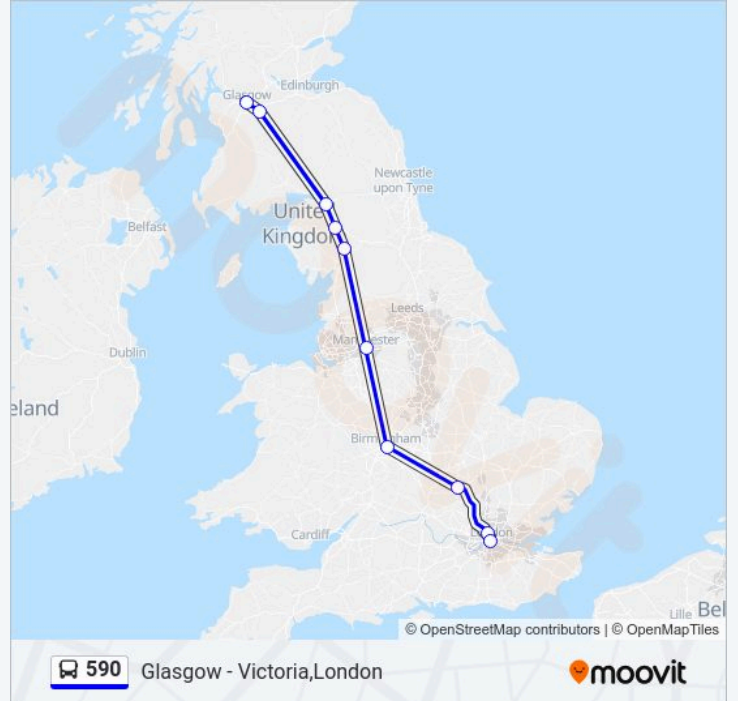 Edinburgh
Glasgow
Newcastle
upon Tyne
United
Kingdom
Belfast
Leeds
Manchester
Dublin
eland
Birmingham
Cardiff
London
Lille
Bel
© OpenStreetMap contributors | © OpenMapTiles
590 Glasgow - Victoria,London
moovit